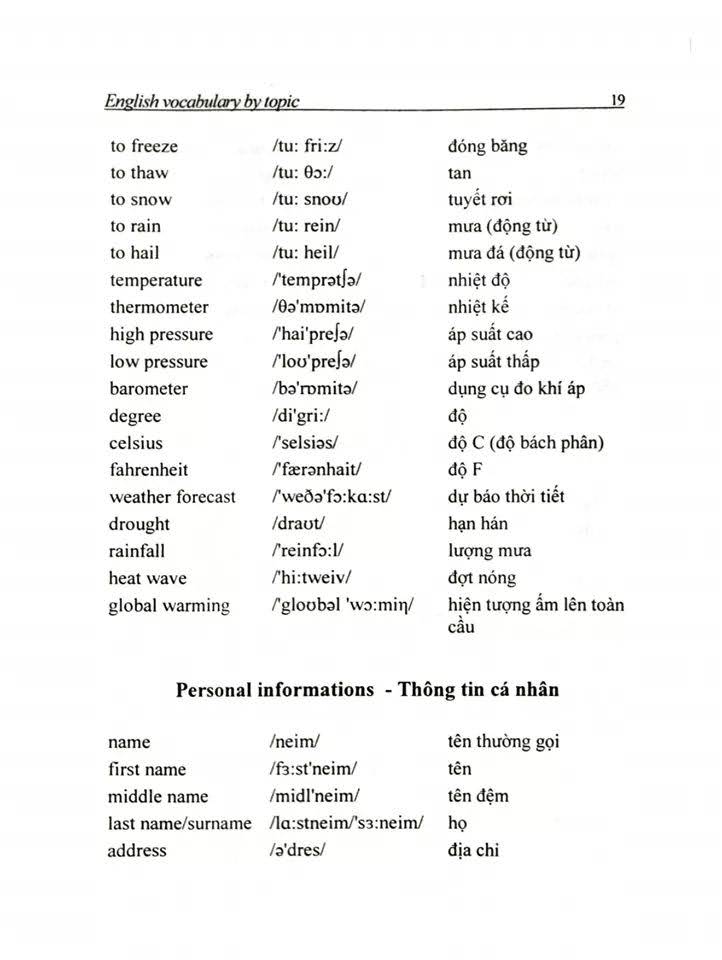 English vocabulary by topic 19
to freeze /tu: fri:z/ đóng băng
to thaw /tu: θɔ:/ tan
to snow /tu: snoʊ/ tuyết rơi
to rain /tu: rein/ mưa (động từ)
to hail /tu: heil/ mưa đá (động từ)
temperature /'temprətʃə/ nhiệt độ
thermometer /θə'mɒmitə/ nhiệt kế
high pressure /'hai'preʃə/ áp suất cao
low pressure /'loʊ'preʃə/ áp suất thấp
barometer /bə'rɒmitə/ dụng cụ đo khí áp
degree /di'gri:/ độ
celsius /'selsiəs/ độ C (độ bách phân)
fahrenheit /'færənhait/ độ F
weather forecast /'weðə'fɔ:kɑ:st/ dự báo thời tiết
drought /draʊt/ hạn hán
rainfall /'reinfɔ:l/ lượng mưa
heat wave /'hi:tweiv/ đợt nóng
global warming /'gloʊbəl 'wɔ:miŋ/ hiện tượng ấm lên toàn
cầu
Personal informations - Thông tin cá nhân
name /neim/ tên thường gọi
first name /fɜ:st'neim/ tên
middle name /midl'neim/ tên đệm
last name/surname /lɑ:stneim/'sɜ:neim/ họ
address /ə'dres/ địa chỉ